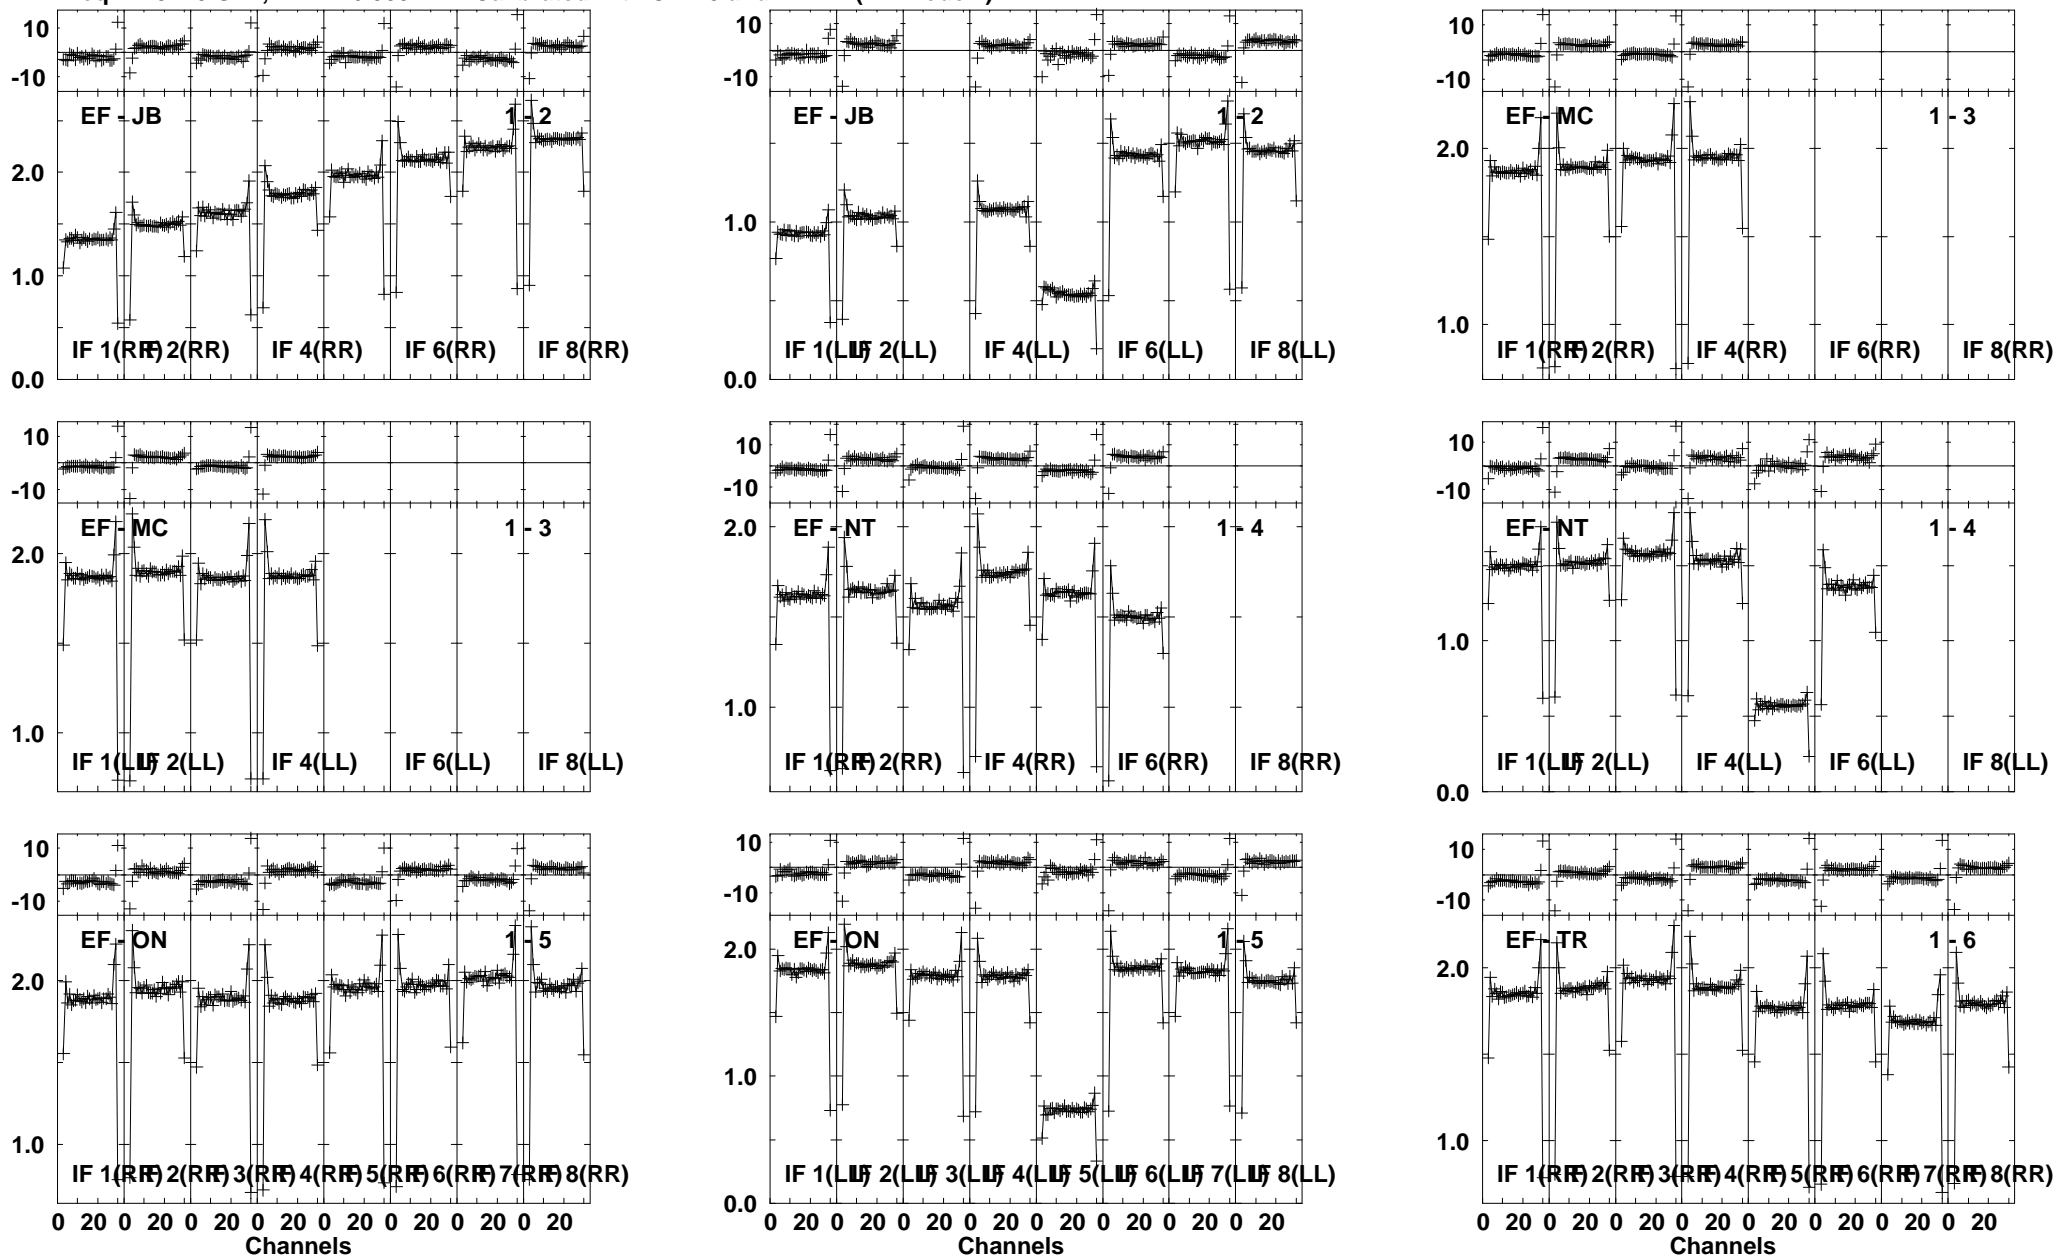 10
-10
EF - JB 1 - 2
2.0
1.0
0.0
IF 1(RR) IF 2(RR) IF 4(RR) IF 6(RR) IF 8(RR)
10
-10
EF - JB 1 - 2
1.0
0.0
IF 1(LL) IF 2(LL) IF 4(LL) IF 6(LL) IF 8(LL)
10
-10
EF - MC 1 - 3
2.0
1.0
IF 1(RR) IF 2(RR) IF 4(RR) IF 6(RR) IF 8(RR)
10
-10
EF - MC 1 - 3
2.0
1.0
IF 1(LL) IF 2(LL) IF 4(LL) IF 6(LL) IF 8(LL)
10
-10
EF - NT 1 - 4
2.0
1.0
IF 1(RR) IF 2(RR) IF 4(RR) IF 6(RR) IF 8(RR)
10
-10
EF - NT 1 - 4
1.0
0.0
IF 1(LL) IF 2(LL) IF 4(LL) IF 6(LL) IF 8(LL)
10
-10
EF - ON 1 - 5
2.0
1.0
IF 1(RR) IF 2(RR) IF 3(RR) IF 4(RR) IF 5(RR) IF 6(RR) IF 7(RR) IF 8(RR)
0 20 0 20 0 20 0 20 0 20 0 20 0 20 0 20
Channels
10
-10
EF - ON 1 - 5
2.0
1.0
0.0
IF 1(LL) IF 2(LL) IF 3(LL) IF 4(LL) IF 5(LL) IF 6(LL) IF 7(LL) IF 8(LL)
0 20 0 20 0 20 0 20 0 20 0 20 0 20 0 20
Channels
10
-10
EF - TR 1 - 6
2.0
1.0
IF 1(RR) IF 2(RR) IF 3(RR) IF 4(RR) IF 5(RR) IF 6(RR) IF 7(RR) IF 8(RR)
0 20 0 20 0 20 0 20 0 20 0 20 0 20 0 20
Channels